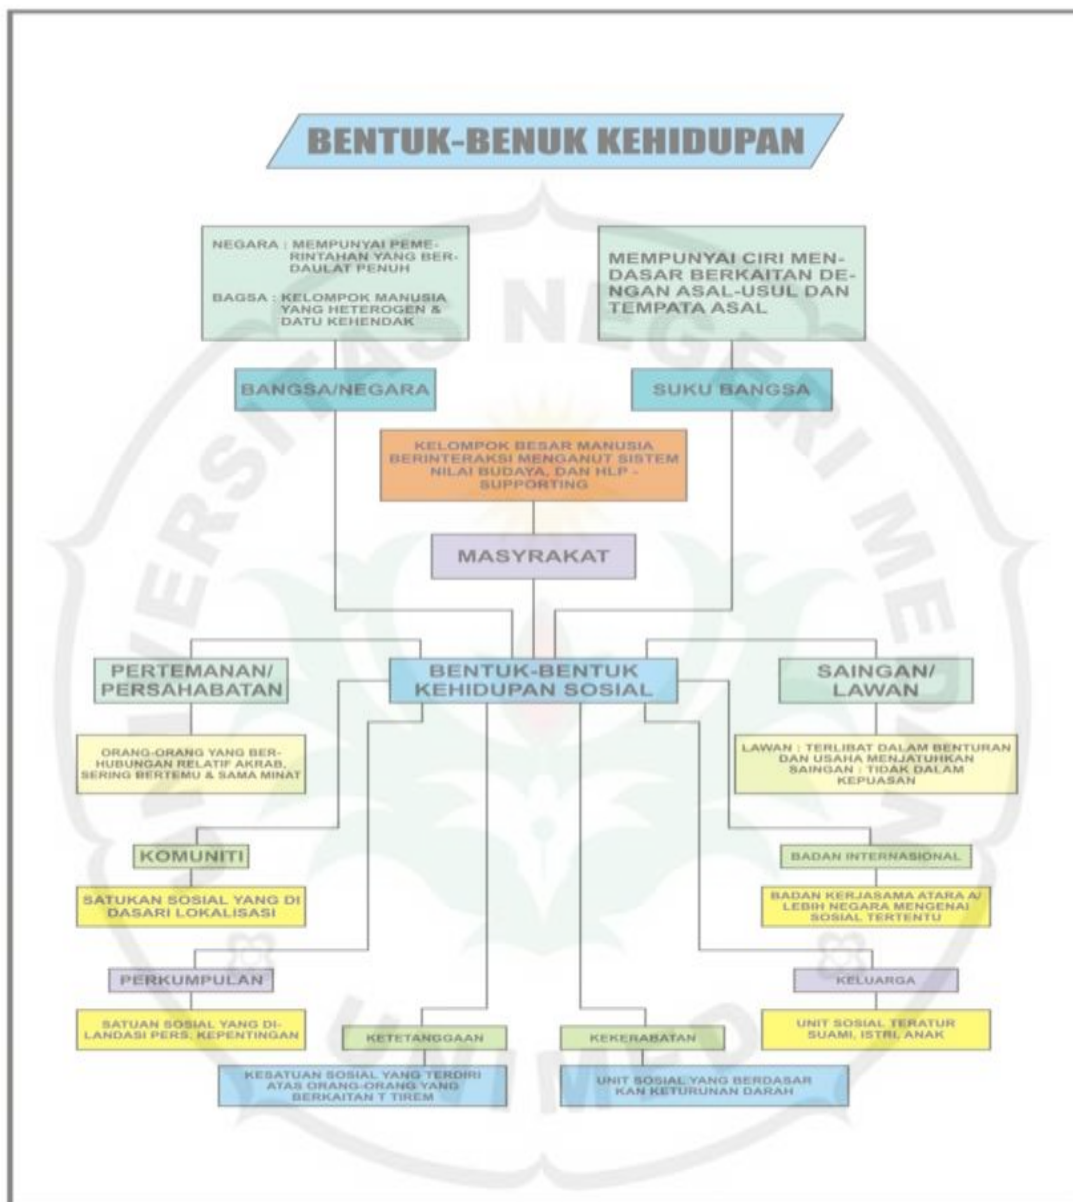 BENTUK-BENUK KEHIDUPAN
NEGARA : MEMPUNYAI PEME-
RINTAHAN YANG BER-
DAULAT PENUH
BAGSA : KELOMPOK MANUSIA
YANG HETEROGEN &
DATU KEHENDAK
MEMPUNYAI CIRI MEN-
DASAR BERKAITAN DE-
NGAN ASAL-USUL DAN
TEMPATA ASAL
BANGSA/NEGARA
SUKU BANGSA
KELOMPOK BESAR MANUSIA
BERINTERAKSI MENGANUT SISTEM
NILAI BUDAYA, DAN HLP -
SUPPORTING
MASYRAKAT
PERTEMANAN/
PERSAHABATAN
BENTUK-BENTUK
KEHIDUPAN SOSIAL
SAINGAN/
LAWAN
ORANG-ORANG YANG BER-
HUBUNGAN RELATIF AKRAB,
SERING BERTEMU & SAMA MINAT
LAWAN : TERLIBAT DALAM BENTURAN
DAN USAHA MENJATUHKAN
SAINGAN : TIDAK DALAM
KEPUASAN
KOMUNITI
BADAN INTERNASIONAL
SATUKAN SOSIAL YANG DI
DASARI LOKALISASI
BADAN KERJASAMA ATARA A/
LEBIH NEGARA MENGENAI
SOSIAL TERTENTU
PERKUMPULAN
KELUARGA
SATUAN SOSIAL YANG DI-
LANDASI PERS. KEPENTINGAN
UNIT SOSIAL TERATUR
SUAMI, ISTRI, ANAK
KETETANGGAAN
KEKERABATAN
KESATUAN SOSIAL YANG TERDIRI
ATAS ORANG-ORANG YANG
BERKAITAN T TIREM
UNIT SOSIAL YANG BERDASAR
KAN KETURUNAN DARAH
UNIVERSITAS NEGERI MEDAN
UNIMED